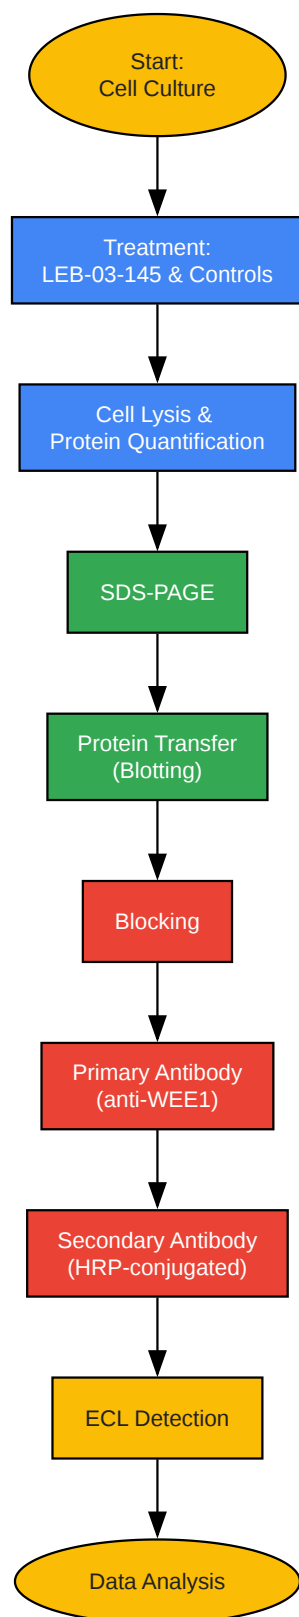 Start:
Cell Culture
Treatment:
LEB-03-145 & Controls
Cell Lysis &
Protein Quantification
SDS-PAGE
Protein Transfer
(Blotting)
Blocking
Primary Antibody
(anti-WEE1)
Secondary Antibody
(HRP-conjugated)
ECL Detection
Data Analysis